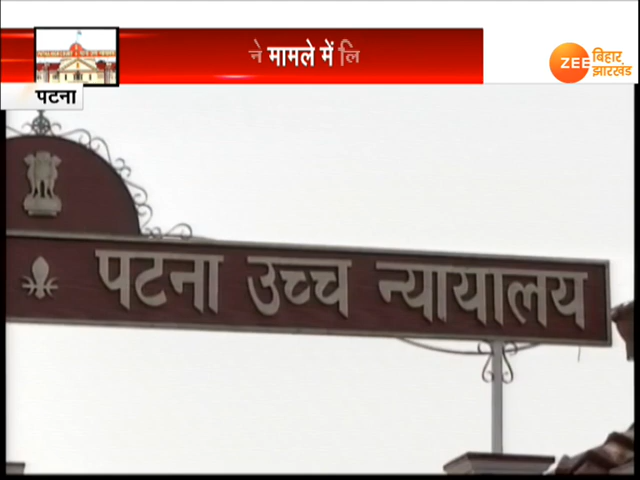 ने मामले में लि
ZEE बिहार झारखंड
पटना
पटना उच्च न्यायालय